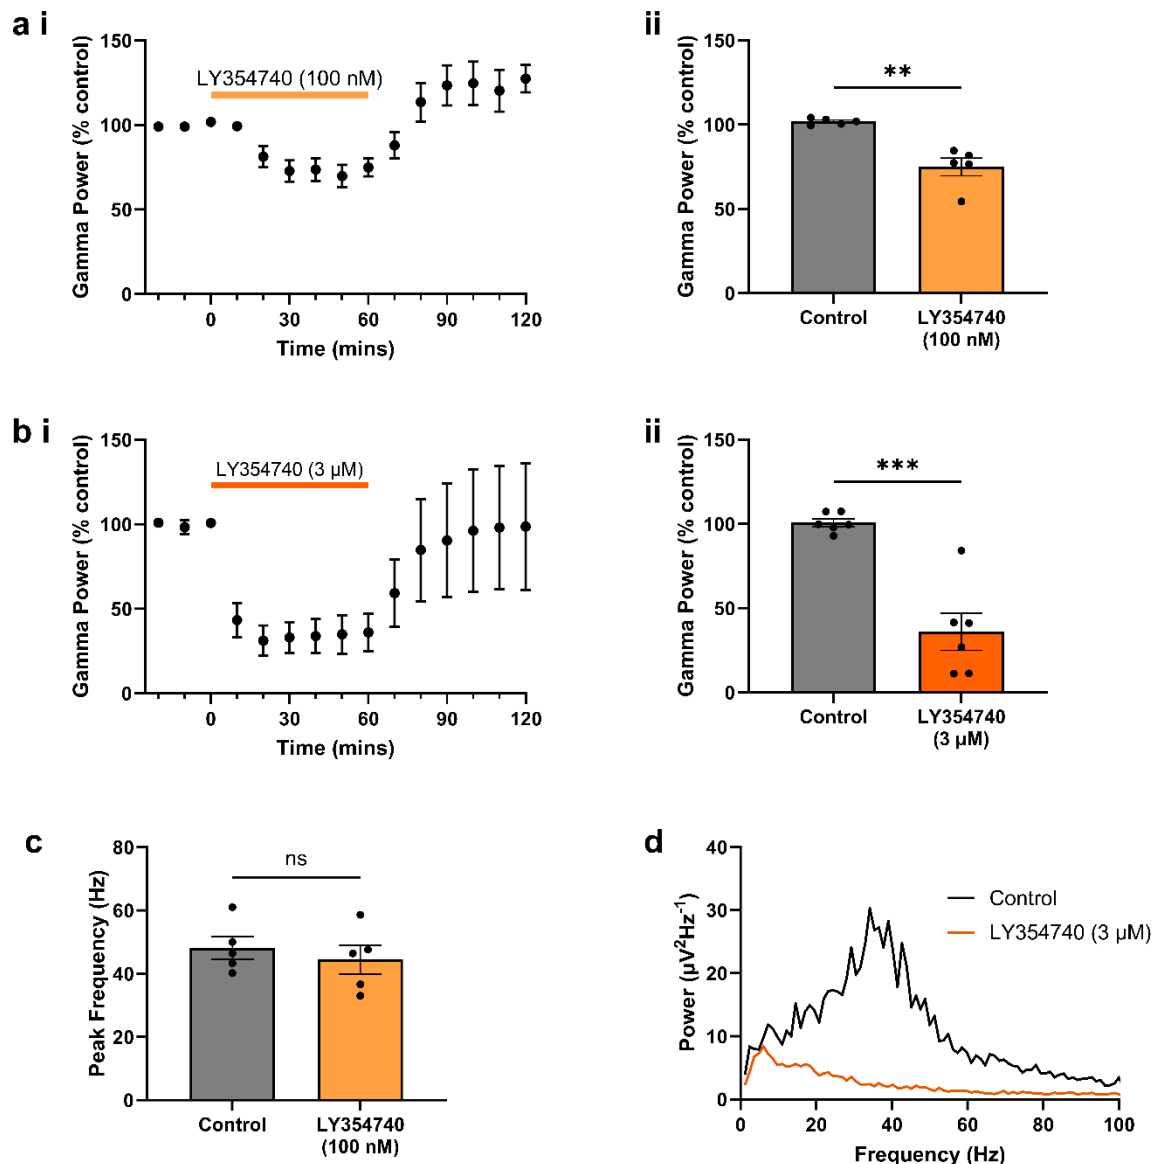 a i
Gamma Power (% control)
150
100
50
0
LY354740 (100 nM)
0
30
60
90
120
Time (mins)
ii
Gamma Power (% control)
150
100
50
0
**
Control
LY354740
(100 nM)
b i
Gamma Power (% control)
150
100
50
0
LY354740 (3 µM)
0
30
60
90
120
Time (mins)
ii
Gamma Power (% control)
150
100
50
0
***
Control
LY354740
(3 µM)
c
Peak Frequency (Hz)
80
60
40
20
0
ns
Control
LY354740
(100 nM)
d
Power (µV²Hz⁻¹)
40
30
20
10
0
Control
LY354740 (3 µM)
0
20
40
60
80
100
Frequency (Hz)